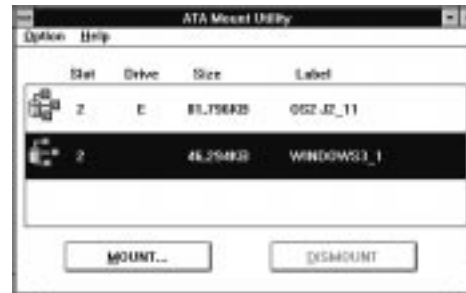 ATA Mount Utility
Option Help
Slot Drive Size Label
2 E 81,796KB OS2 J2_11
2 46,294KB WINDOWS3_1
MOUNT... DISMOUNT